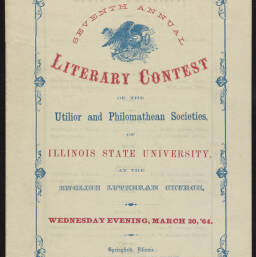 SEVENTH ANNUAL
LITERARY CONTEST
OF THE
Utilior and Philomathean Societies,
OF
ILLINOIS STATE UNIVERSITY,
AT THE
ENGLISH LUTHERAN CHURCH,
WEDNESDAY EVENING, MARCH 30, '64.
Springfield, Illinois.